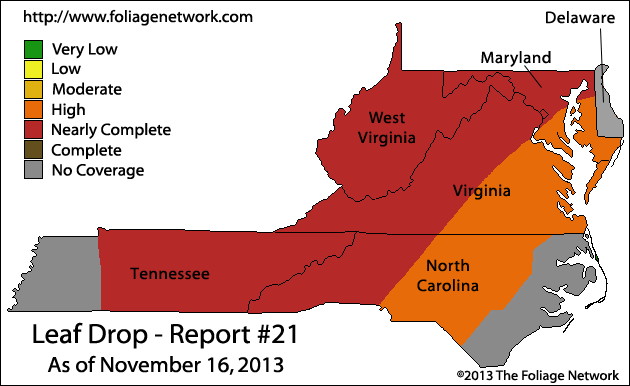 http://www.foliagenetwork.com
Delaware
Very Low
Low
Moderate
High
Nearly Complete
Complete
No Coverage
Maryland
West
Virginia
Virginia
Tennessee
North
Carolina
Leaf Drop - Report #21
As of November 16, 2013
©2013 The Foliage Network